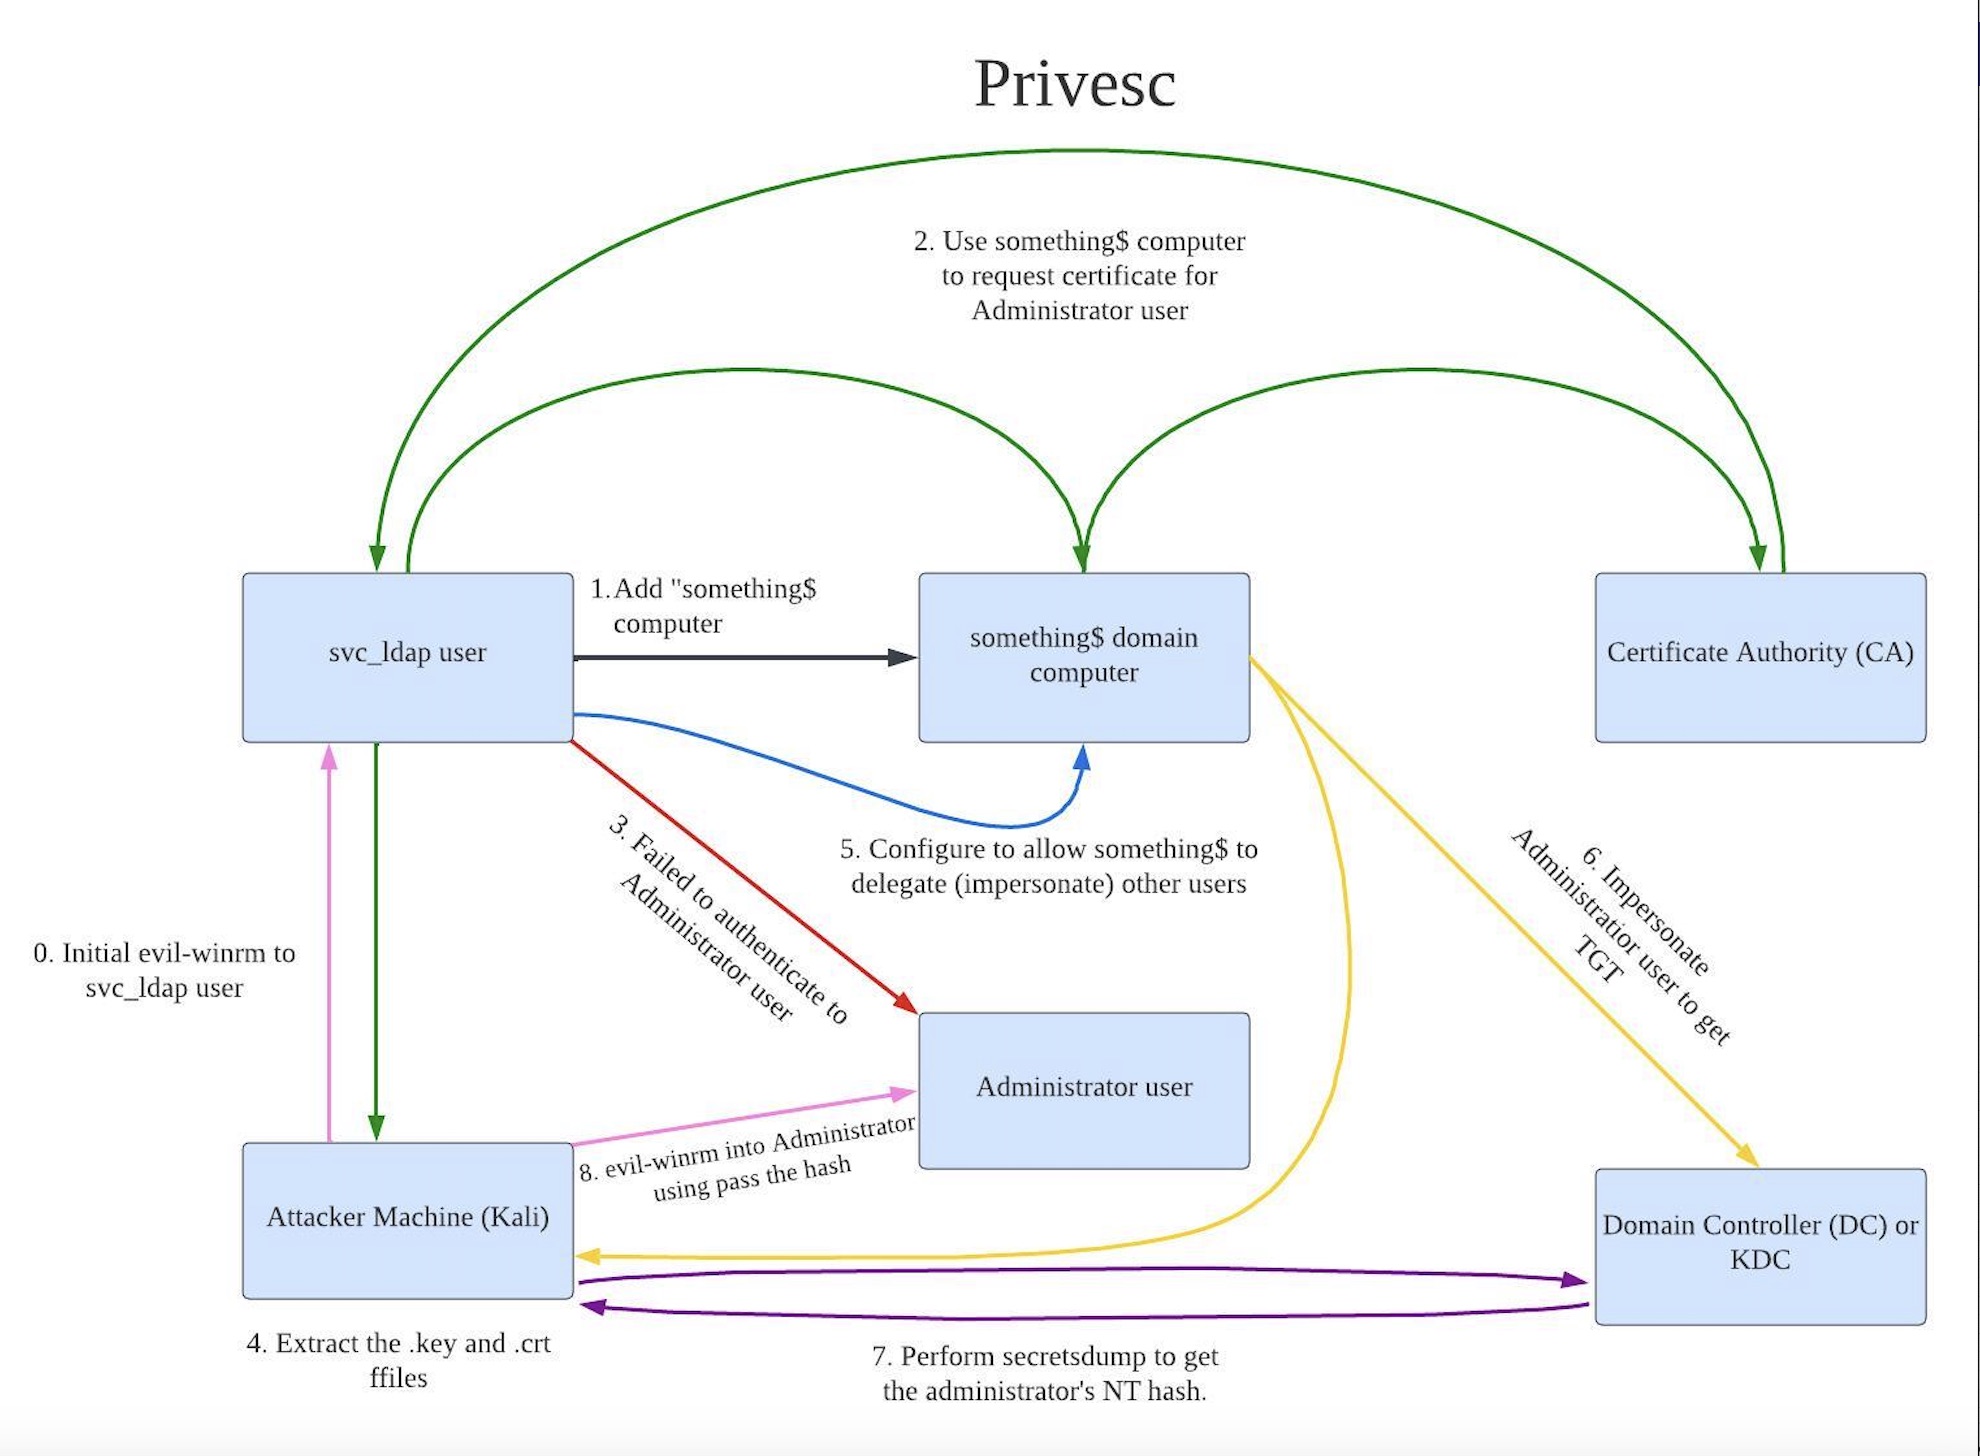 Privesc
2. Use something$ computer
to request certificate for
Administrator user
svc_ldap user
1.Add "something$
computer
something$ domain
computer
Certificate Authority (CA)
3. Failed to authenticate to
Administrator user
5. Configure to allow something$ to
delegate (impersonate) other users
6. Impersonate
Administratior user to get
TGT
0. Initial evil-winrm to
svc_ldap user
Administrator user
8. evil-winrm into Administrator
using pass the hash
Attacker Machine (Kali)
Domain Controller (DC) or
KDC
4. Extract the .key and .crt
ffiles
7. Perform secretsdump to get
the administrator's NT hash.